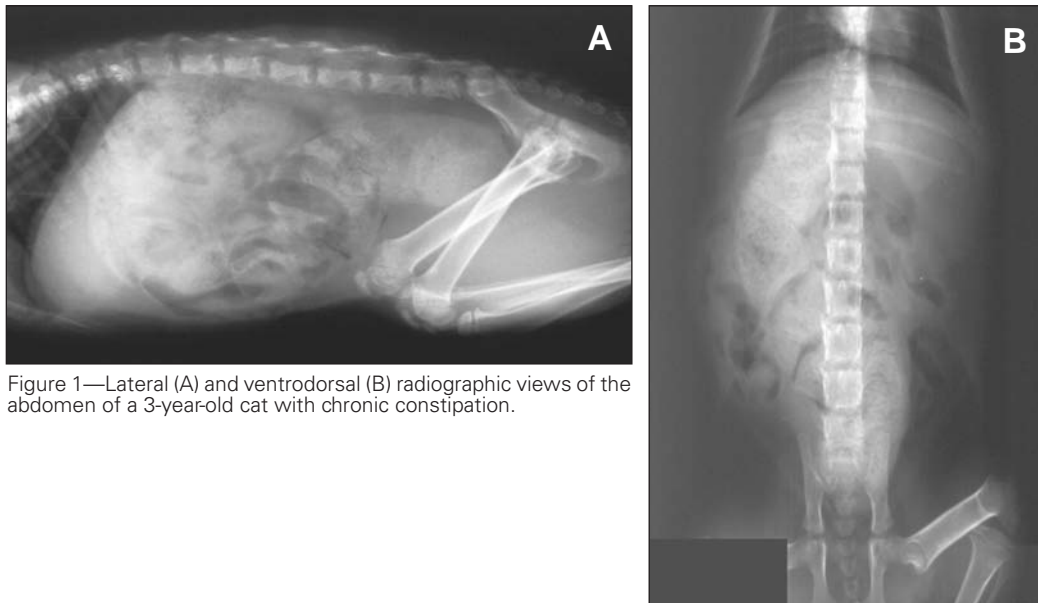 A
B
Figure 1—Lateral (A) and ventrodorsal (B) radiographic views of the
abdomen of a 3-year-old cat with chronic constipation.